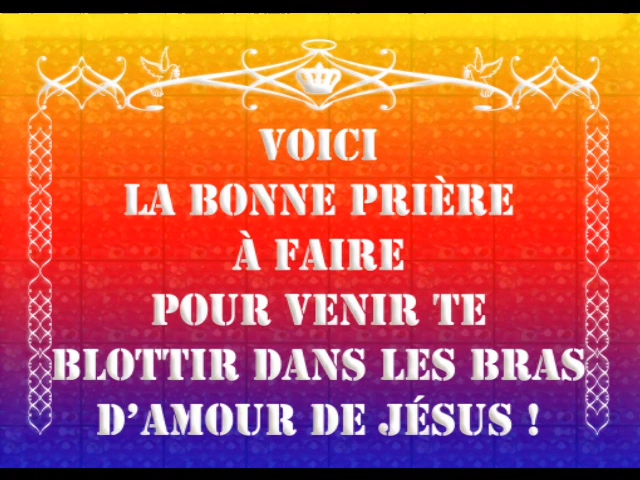 VOICI
LA BONNE PRIÈRE
À FAIRE
POUR VENIR TE
BLOTTIR DANS LES BRAS
D’AMOUR DE JÉSUS !